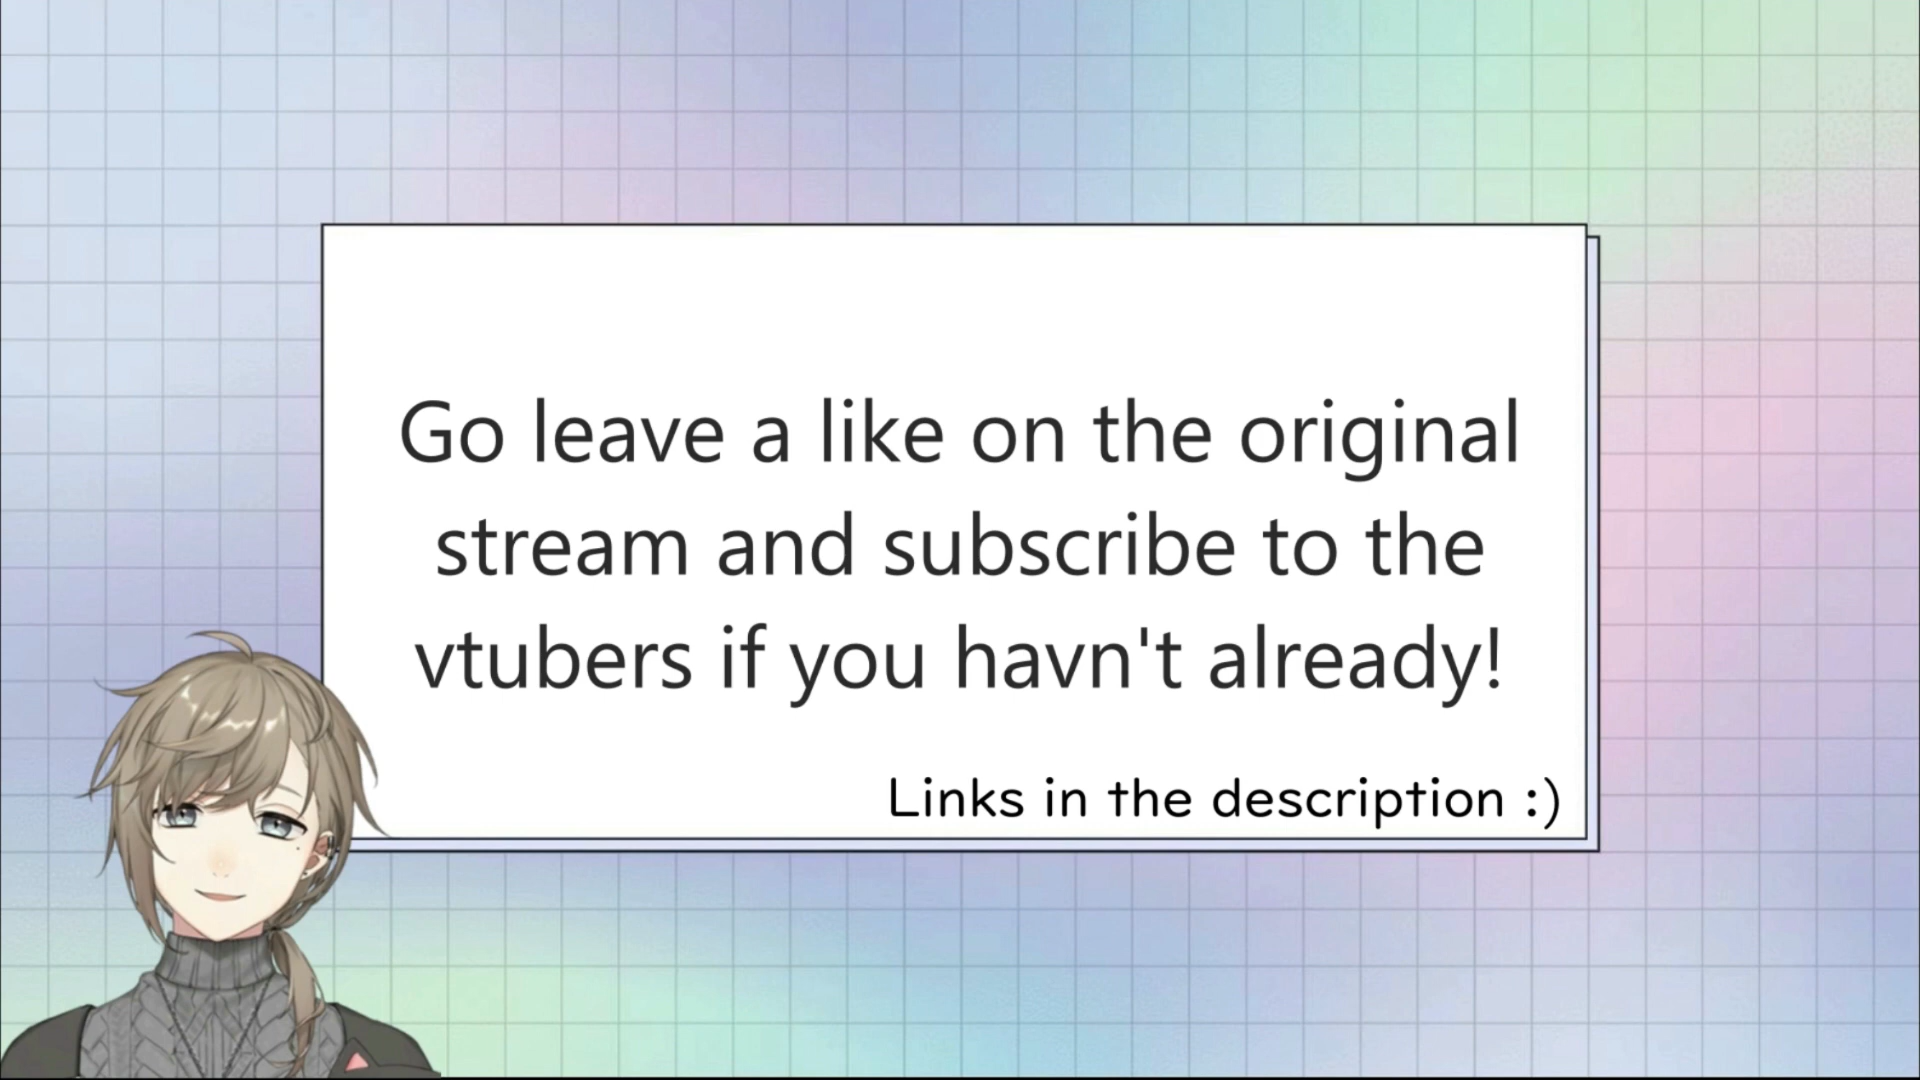 Go leave a like on the original
stream and subscribe to the
vtubers if you havn't already!
Links in the description :)